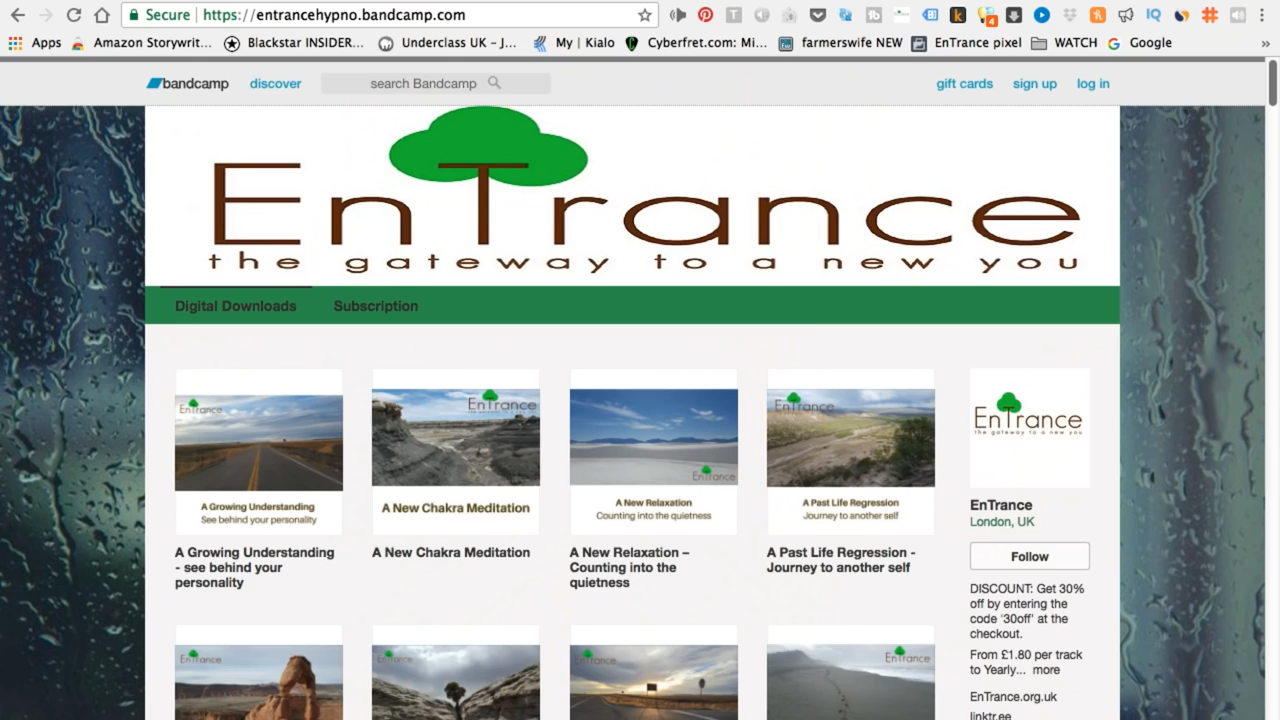 Secure https://entrancehypno.bandcamp.com
Apps Amazon Storywrit... Blackstar INSIDER... Underclass UK – J... My | Kialo Cyberfret.com: Mi... farmerswife NEW EnTrance pixel WATCH Google »
bandcamp discover search Bandcamp gift cards sign up log in
EnTrance
the gateway to a new you
Digital Downloads Subscription
EnTrance
A Growing Understanding
See behind your personality
A Growing Understanding
- see behind your
personality
EnTrance
A New Chakra Meditation
A New Chakra Meditation
EnTrance
A New Relaxation
Counting into the quietness
A New Relaxation –
Counting into the
quietness
EnTrance
A Past Life Regression
Journey to another self
A Past Life Regression -
Journey to another self
EnTrance
the gateway to a new you
EnTrance
London, UK
Follow
DISCOUNT: Get 30%
off by entering the
code '30off' at the
checkout.
From £1.80 per track
to Yearly... more
EnTrance.org.uk
linktr.ee
EnTrance
EnTrance
EnTrance
EnTrance